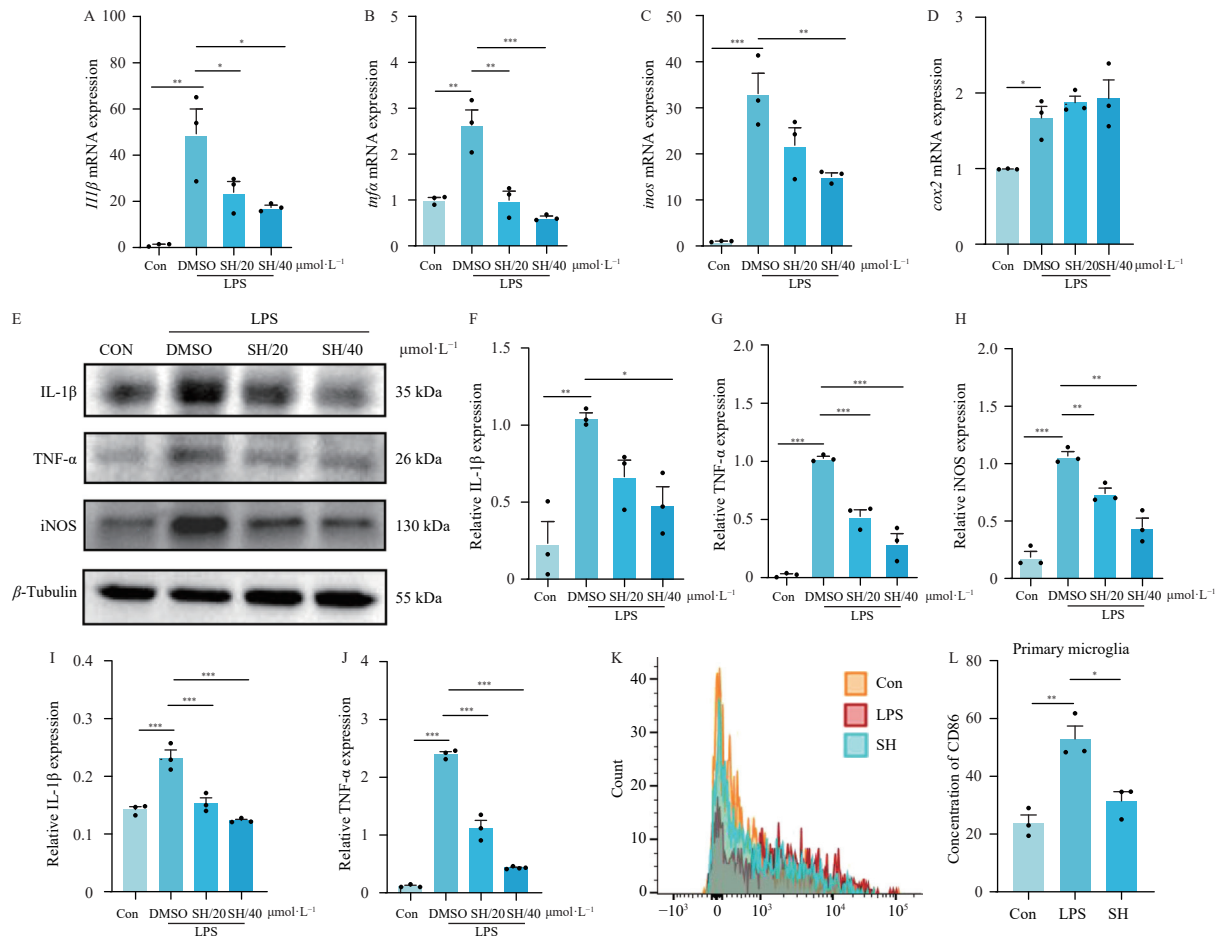 A
Il1β mRNA expression
100
80
60
40
20
0
**
*
*
Con
DMSO
SH/20
SH/40
μmol·L⁻¹
LPS
B
tnfα mRNA expression
5
4
3
2
1
0
**
**
***
Con
DMSO
SH/20
SH/40
μmol·L⁻¹
LPS
C
inos mRNA expression
50
40
30
20
10
0
***
**
Con
DMSO
SH/20
SH/40
μmol·L⁻¹
LPS
D
cox2 mRNA expression
3
2
1
0
*
Con
DMSO
SH/20
SH/40
μmol·L⁻¹
LPS
E
LPS
CON
DMSO
SH/20
SH/40
μmol·L⁻¹
IL-1β
35 kDa
TNF-α
26 kDa
iNOS
130 kDa
β-Tubulin
55 kDa
F
Relative IL-1β expression
1.5
1.0
0.5
0
**
*
Con
DMSO
SH/20
SH/40
μmol·L⁻¹
LPS
G
Relative TNF-α expression
2.0
1.5
1.0
0.5
0
***
***
***
Con
DMSO
SH/20
SH/40
μmol·L⁻¹
LPS
H
Relative iNOS expression
2.0
1.5
1.0
0.5
0
***
**
**
Con
DMSO
SH/20
SH/40
μmol·L⁻¹
LPS
I
Relative IL-1β expression
0.4
0.3
0.2
0.1
0
***
***
***
Con
DMSO
SH/20
SH/40
μmol·L⁻¹
LPS
J
Relative TNF-α expression
4
3
2
1
0
***
***
***
Con
DMSO
SH/20
SH/40
μmol·L⁻¹
LPS
K
Count
40
30
20
10
0
−10³
0
10³
10⁴
10⁵
Con
LPS
SH
L
Primary microglia
Concentration of CD86
80
60
40
20
0
**
*
Con
LPS
SH